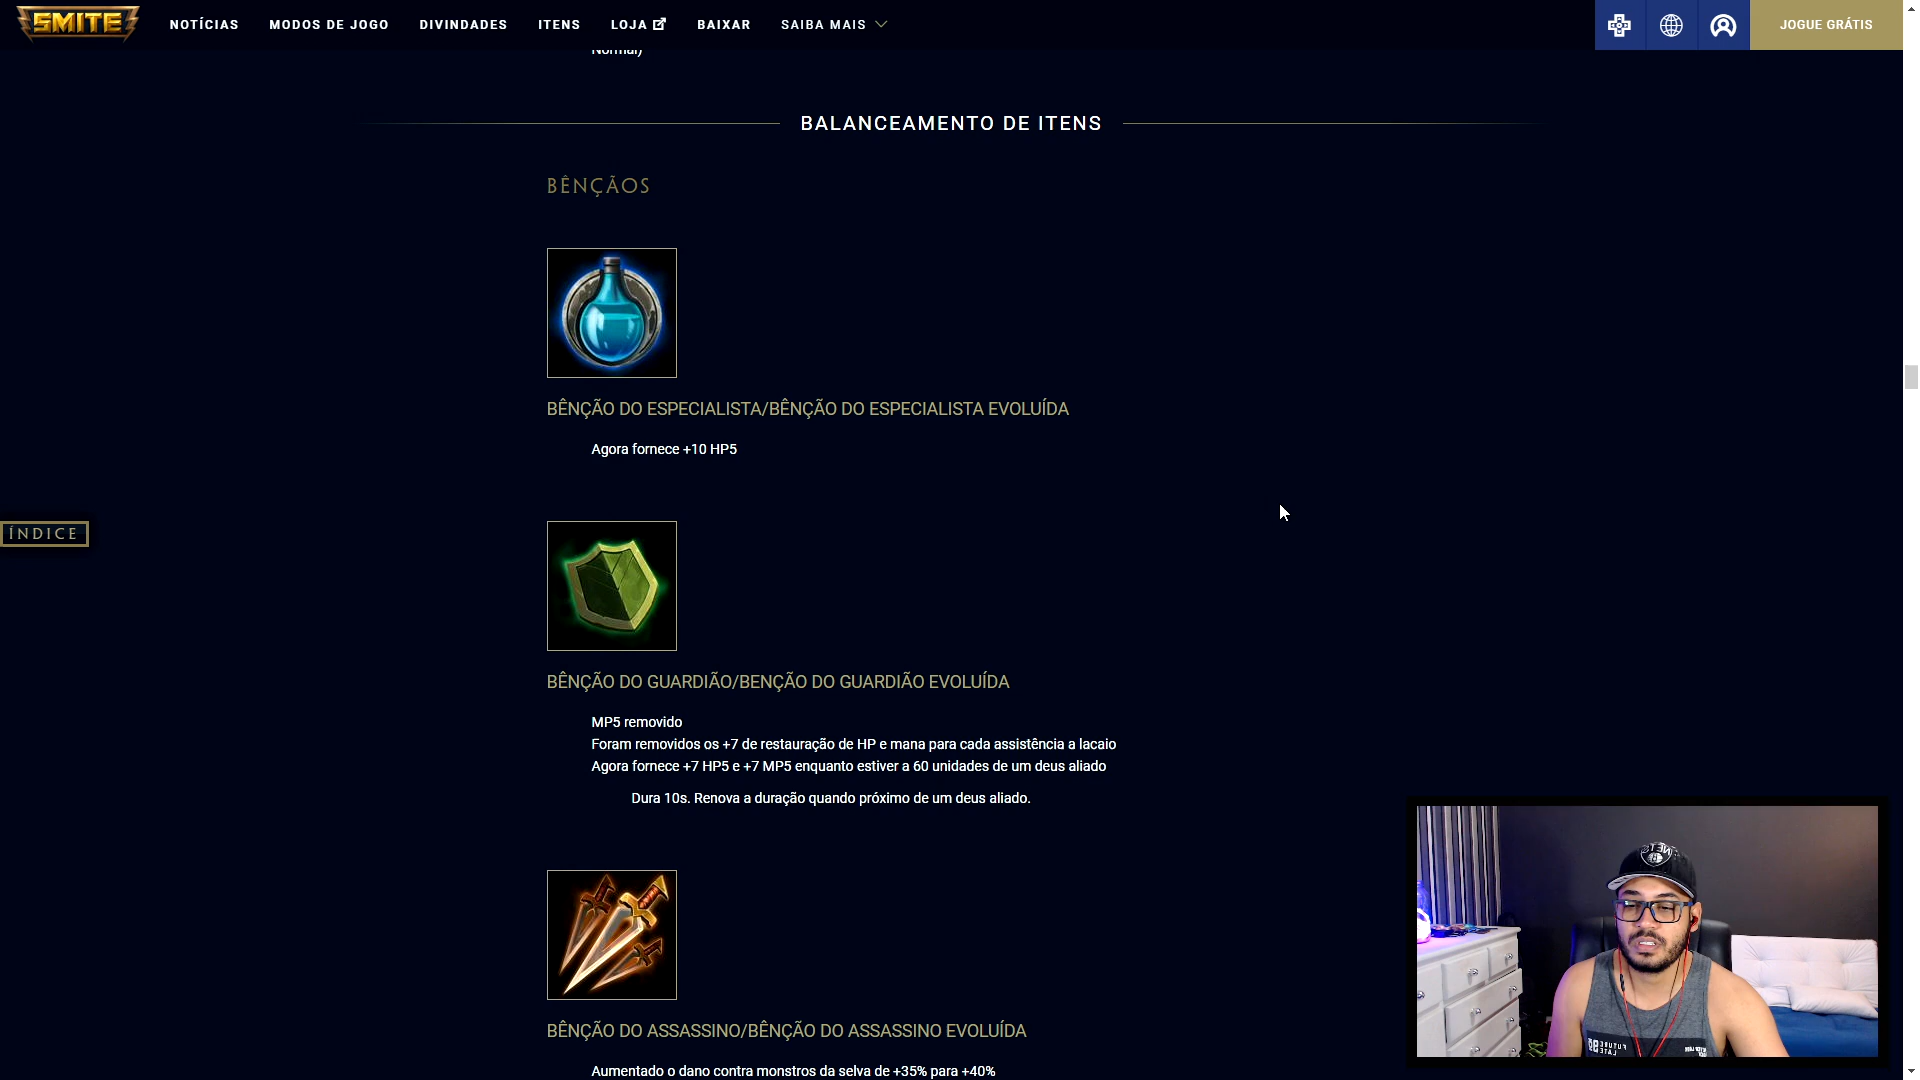 SMITE
NOTÍCIAS
MODOS DE JOGO
DIVINDADES
ITENS
LOJA
BAIXAR
SAIBA MAIS
JOGUE GRÁTIS
Normal)
BALANCEAMENTO DE ITENS
BÊNÇÃOS
BÊNÇÃO DO ESPECIALISTA/BÊNÇÃO DO ESPECIALISTA EVOLUÍDA
Agora fornece +10 HP5
ÍNDICE
BÊNÇÃO DO GUARDIÃO/BENÇÃO DO GUARDIÃO EVOLUÍDA
MP5 removido
Foram removidos os +7 de restauração de HP e mana para cada assistência a lacaio
Agora fornece +7 HP5 e +7 MP5 enquanto estiver a 60 unidades de um deus aliado
Dura 10s. Renova a duração quando próximo de um deus aliado.
BÊNÇÃO DO ASSASSINO/BÊNÇÃO DO ASSASSINO EVOLUÍDA
Aumentado o dano contra monstros da selva de +35% para +40%